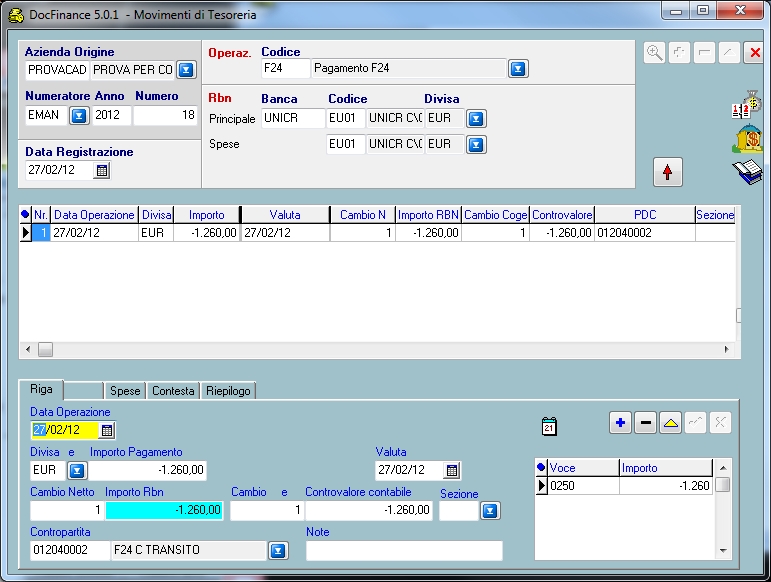 DocFinance 5.0.1 - Movimenti di Tesoreria
Azienda Origine
PROVACAD PROVA PER CO
Numeratore Anno Numero
EMAN 2012 18
Data Registrazione
27/02/12
Operaz. Codice
F24 Pagamento F24
Rbn Banca Codice Divisa
Principale UNICR EU01 UNICR C\C EUR
Spese EU01 UNICR C\C EUR
Nr. Data Operazione Divisa Importo Valuta Cambio N Importo RBN Cambio Coge Controvalore PDC Sezione
1 27/02/12 EUR -1.260,00 27/02/12 1 -1.260,00 1 -1.260,00 012040002
Riga Spese Contesta Riepilogo
Data Operazione
27/02/12
21
Divisa e Importo Pagamento Valuta
EUR -1.260,00 27/02/12
Cambio Netto Importo Rbn Cambio e Controvalore contabile Sezione
1 -1.260,00 1 -1.260,00
Contropartita Note
012040002 F24 C TRANSITO
Voce Importo
0250 -1.260